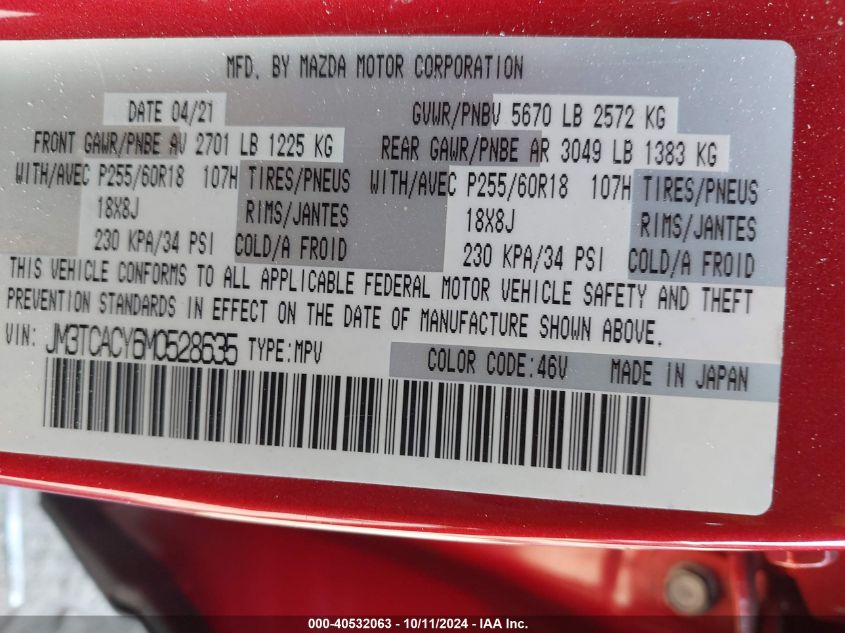 MFD. BY MAZDA MOTOR CORPORATION
DATE 04/21 GVWR/PNBV 5670 LB 2572 KG
FRONT GAWR/PNBE AV 2701 LB 1225 KG REAR GAWR/PNBE AR 3049 LB 1383 KG
WITH/AVEC P255/60R18 107H TIRES/PNEUS WITH/AVEC P255/60R18 107H TIRES/PNEUS
18X8J RIMS/JANTES 18X8J RIMS/JANTES
230 KPA/34 PSI COLD/A FROID 230 KPA/34 PSI COLD/A FROID
THIS VEHICLE CONFORMS TO ALL APPLICABLE FEDERAL MOTOR VEHICLE SAFETY AND THEFT
PREVENTION STANDARDS IN EFFECT ON THE DATE OF MANUFACTURE SHOWN ABOVE.
VIN: JM3TCACY6M0528635 TYPE:MPV COLOR CODE:46V MADE IN JAPAN
000-40532063 - 10/11/2024 - IAA Inc.